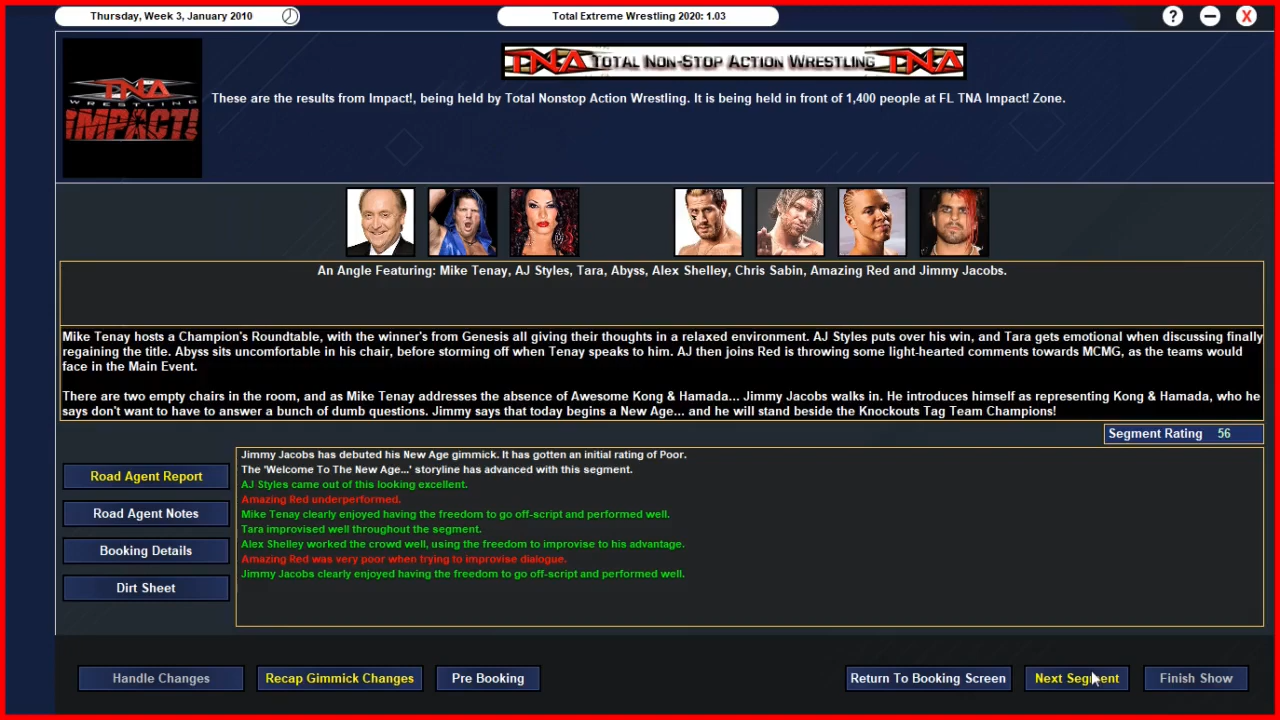 Thursday, Week 3, January 2010
Total Extreme Wrestling 2020: 1.03
?
X
TNA TOTAL NON-STOP ACTION WRESTLING TNA
TNA
WRESTLING
iMPACT!
These are the results from Impact!, being held by Total Nonstop Action Wrestling. It is being held in front of 1,400 people at FL TNA Impact! Zone.
An Angle Featuring: Mike Tenay, AJ Styles, Tara, Abyss, Alex Shelley, Chris Sabin, Amazing Red and Jimmy Jacobs.
Mike Tenay hosts a Champion's Roundtable, with the winner's from Genesis all giving their thoughts in a relaxed environment. AJ Styles puts over his win, and Tara gets emotional when discussing finally
regaining the title. Abyss sits uncomfortable in his chair, before storming off when Tenay speaks to him. AJ then joins Red is throwing some light-hearted comments towards MCMG, as the teams would
face in the Main Event.
There are two empty chairs in the room, and as Mike Tenay addresses the absence of Awesome Kong & Hamada... Jimmy Jacobs walks in. He introduces himself as representing Kong & Hamada, who he
says don't want to have to answer a bunch of dumb questions. Jimmy says that today begins a New Age... and he will stand beside the Knockouts Tag Team Champions!
Segment Rating 56
Road Agent Report
Road Agent Notes
Booking Details
Dirt Sheet
Jimmy Jacobs has debuted his New Age gimmick. It has gotten an initial rating of Poor.
The 'Welcome To The New Age...' storyline has advanced with this segment.
AJ Styles came out of this looking excellent.
Amazing Red underperformed.
Mike Tenay clearly enjoyed having the freedom to go off-script and performed well.
Tara improvised well throughout the segment.
Alex Shelley worked the crowd well, using the freedom to improvise to his advantage.
Amazing Red was very poor when trying to improvise dialogue.
Jimmy Jacobs clearly enjoyed having the freedom to go off-script and performed well.
Handle Changes
Recap Gimmick Changes
Pre Booking
Return To Booking Screen
Next Segment
Finish Show